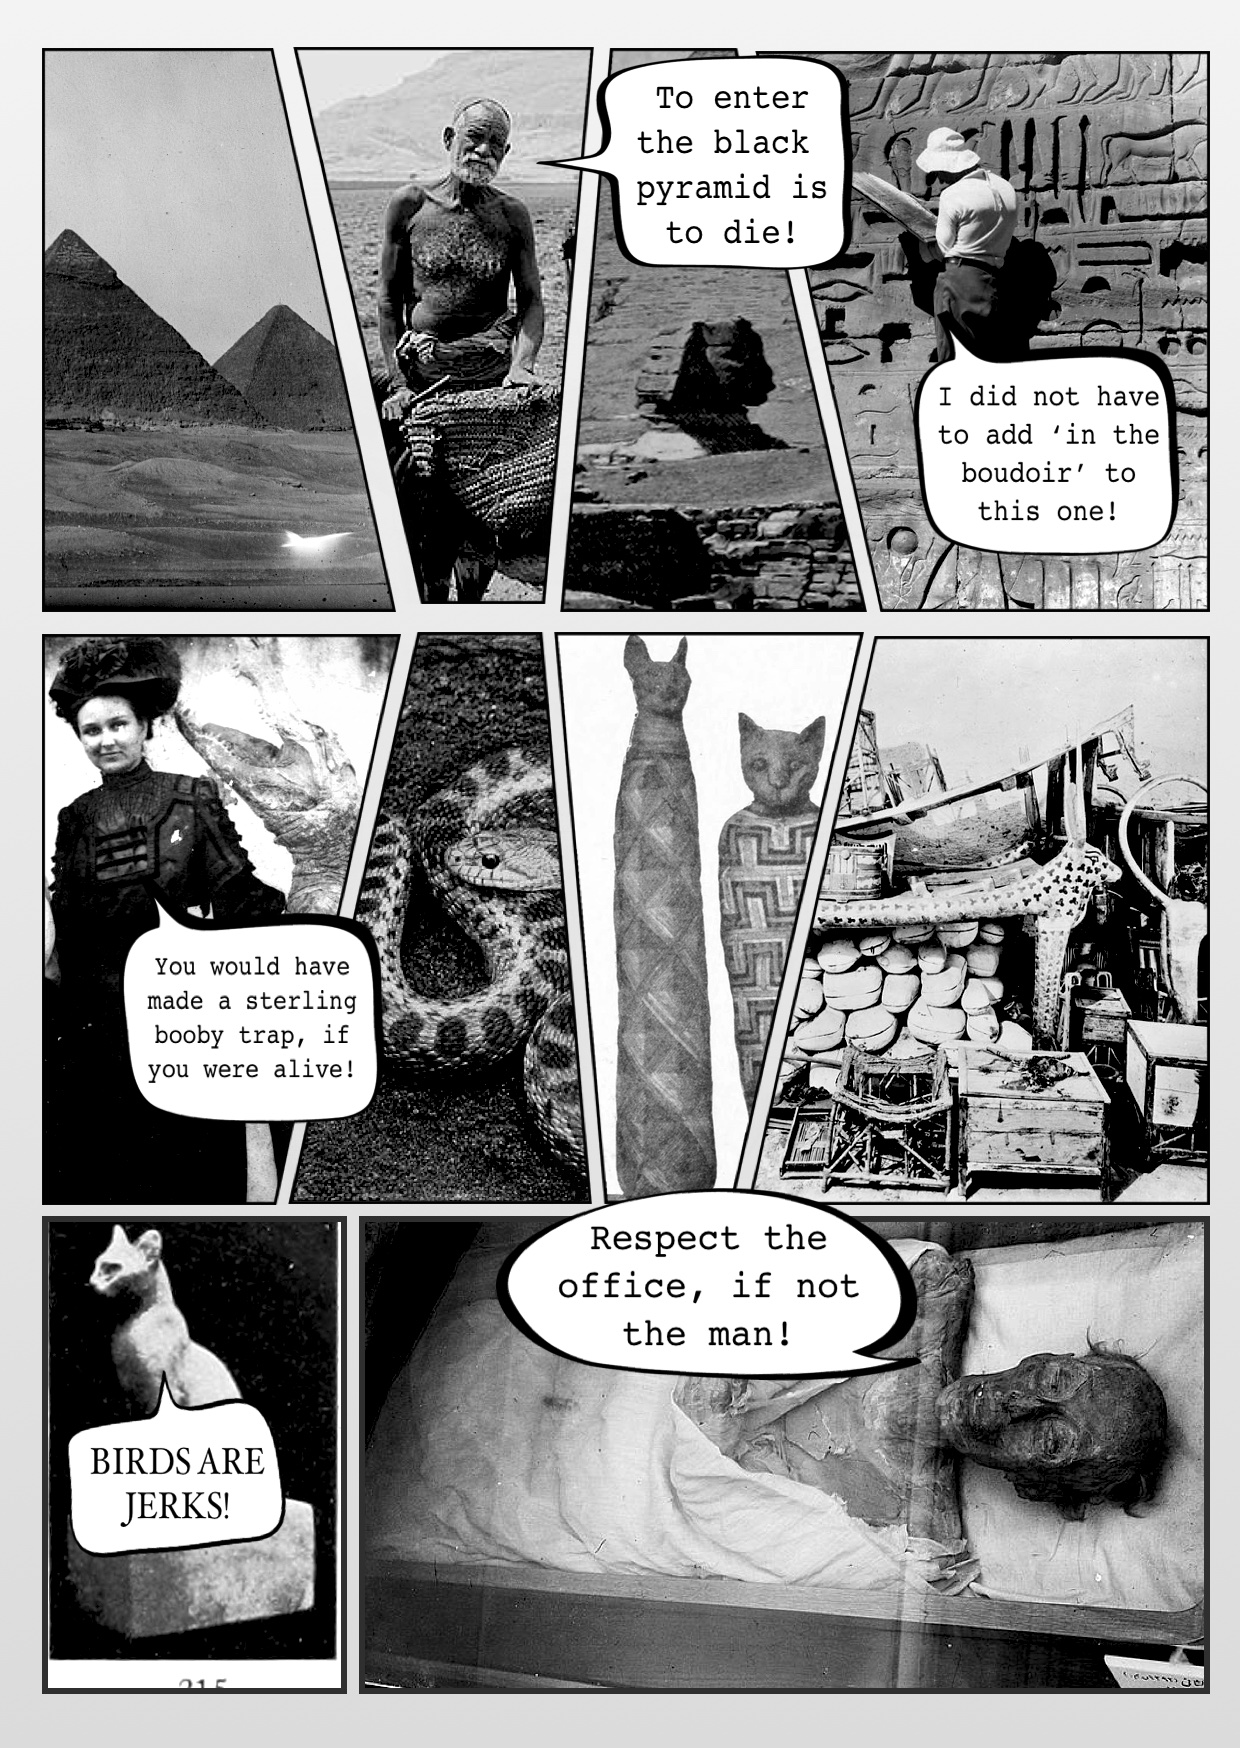 To enter
the black
pyramid is
to die!
I did not have
to add ‘in the
boudoir’ to
this one!
You would have
made a sterling
booby trap, if
you were alive!
Respect the
office, if not
the man!
BIRDS ARE
JERKS!